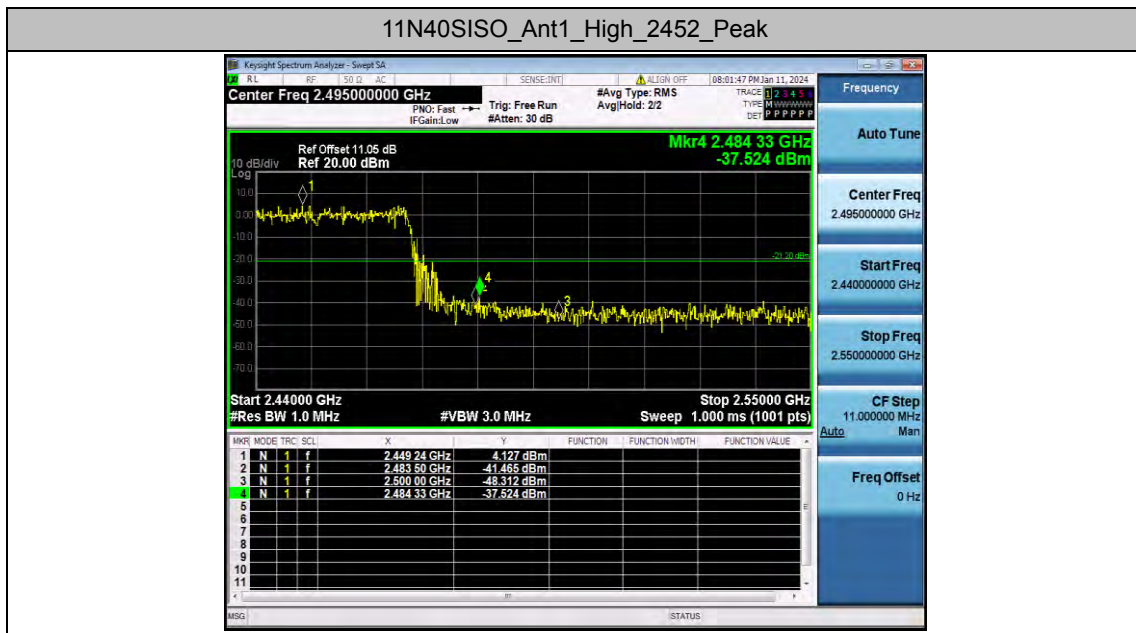 11N40SISO_Ant1_High_2452_Peak
Keysight Spectrum Analyzer - Swept SA
RL RF 50 Ω AC SENSE:INT ALIGN OFF 08:01:47 PM Jan 11, 2024
Center Freq 2.495000000 GHz #Avg Type: RMS TRACE 1 2 3 4 5 6
PNO: Fast Trig: Free Run Avg|Hold: 2/2 TYPE M WWWWW
IFGain:Low #Atten: 30 dB DET P P P P P P
Frequency
Auto Tune
Center Freq
2.495000000 GHz
Start Freq
2.440000000 GHz
Stop Freq
2.550000000 GHz
CF Step
11.000000 MHz
Auto Man
Freq Offset
0 Hz
Mkr4 2.484 33 GHz
-37.524 dBm
Ref Offset 11.05 dB
10 dB/div Ref 20.00 dBm
Log
10.0
0.00
-10.0
-20.0
-30.0
-40.0
-50.0
-60.0
-70.0
1
4
3
-21.20 dBm
Start 2.44000 GHz Stop 2.55000 GHz
#Res BW 1.0 MHz #VBW 3.0 MHz Sweep 1.000 ms (1001 pts)
MKR MODE TRC SCL X Y FUNCTION FUNCTION WIDTH FUNCTION VALUE
1 N 1 f 2.449 24 GHz 4.127 dBm
2 N 1 f 2.483 50 GHz -41.465 dBm
3 N 1 f 2.500 00 GHz -48.312 dBm
4 N 1 f 2.484 33 GHz -37.524 dBm
5
6
7
8
9
10
11
MSG STATUS